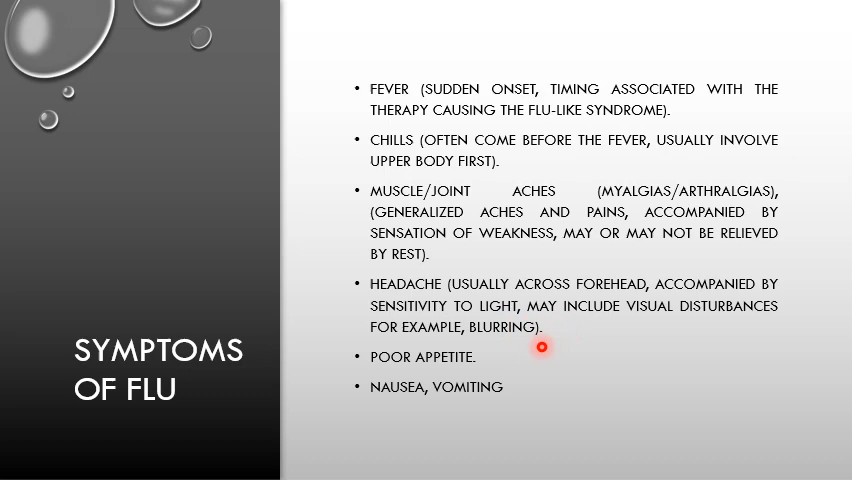 SYMPTOMS
OF FLU
• FEVER (SUDDEN ONSET, TIMING ASSOCIATED WITH THE
THERAPY CAUSING THE FLU-LIKE SYNDROME).
• CHILLS (OFTEN COME BEFORE THE FEVER, USUALLY INVOLVE
UPPER BODY FIRST).
• MUSCLE/JOINT ACHES (MYALGIAS/ARTHRALGIAS),
(GENERALIZED ACHES AND PAINS, ACCOMPANIED BY
SENSATION OF WEAKNESS, MAY OR MAY NOT BE RELIEVED
BY REST).
• HEADACHE (USUALLY ACROSS FOREHEAD, ACCOMPANIED BY
SENSITIVITY TO LIGHT, MAY INCLUDE VISUAL DISTURBANCES
FOR EXAMPLE, BLURRING).
• POOR APPETITE.
• NAUSEA, VOMITING